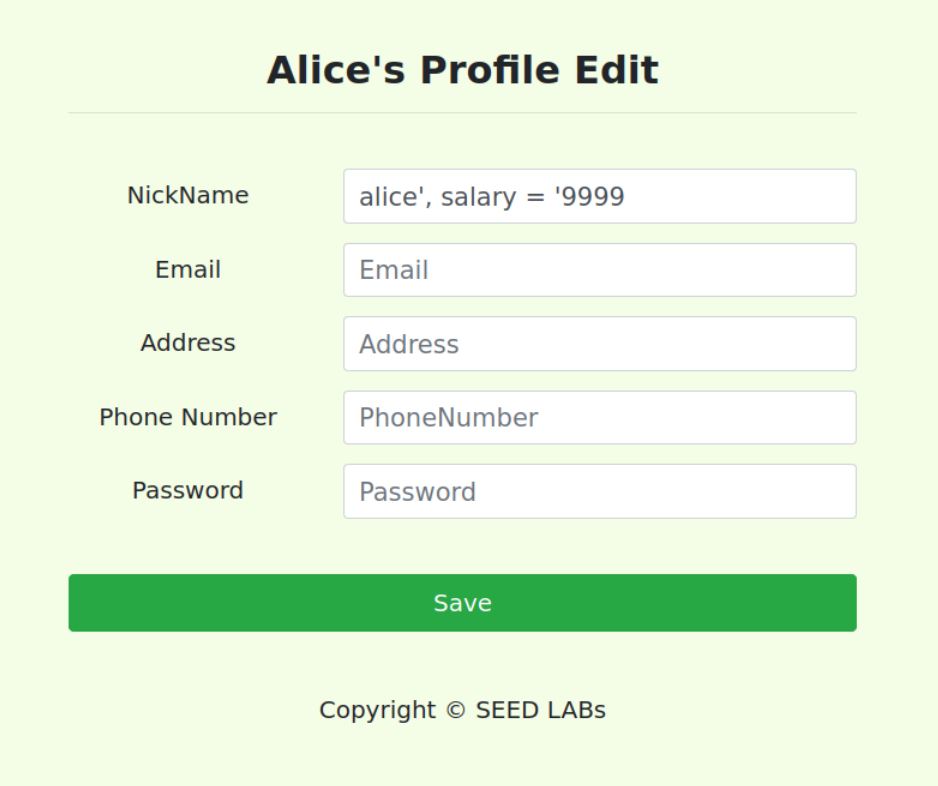 Alice's Profile Edit
NickName alice', salary = '9999
Email Email
Address Address
Phone Number PhoneNumber
Password Password
Save
Copyright © SEED LABs